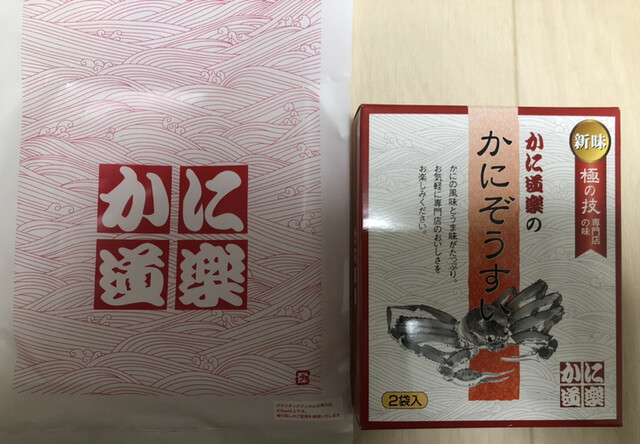 かに
道楽
新味
極の技
専門店
の味
かに道楽の
かにぞうすい
かにの風味とうま味がたっぷり。
お気軽に専門店のおいしさを
お楽しみください。
2袋入
かに
道楽